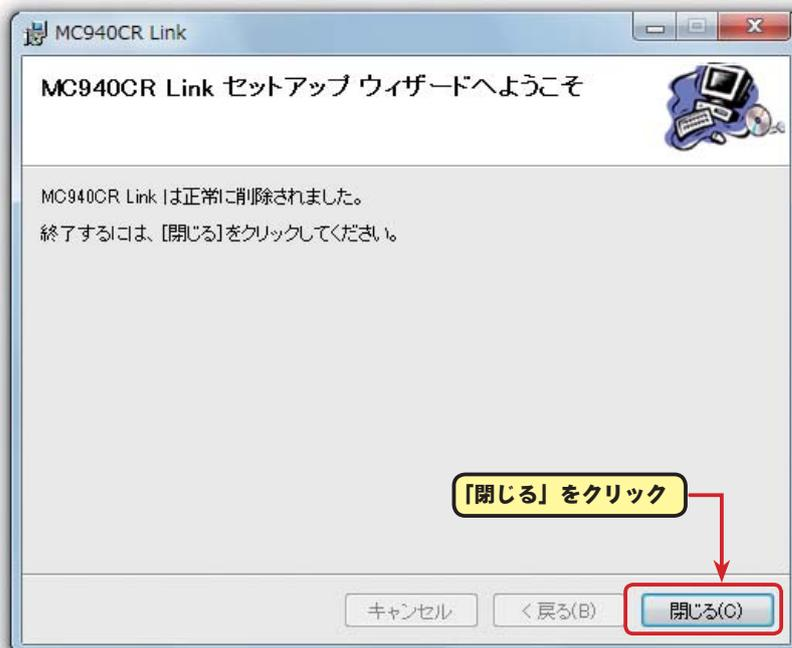 MC940CR Link
MC940CR Link セットアップ ウィザードへようこそ
MC940CR Link は正常に削除されました。
終了するには、[閉じる]をクリックしてください。
「閉じる」をクリック
キャンセル
< 戻る(B)
閉じる(C)